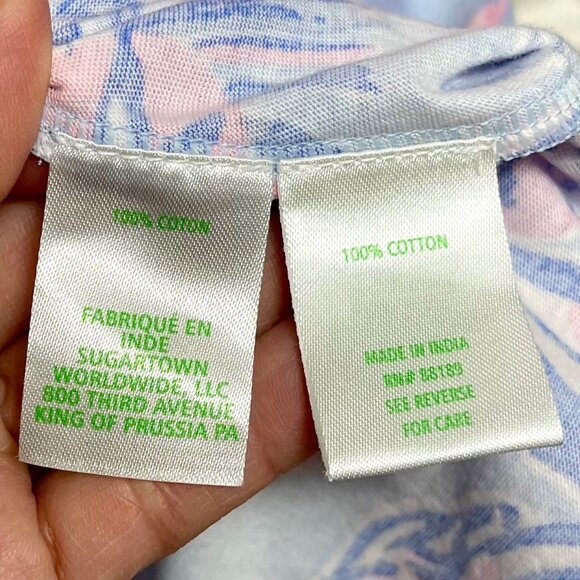 100% COTON
FABRIQUÉ EN
INDE
SUGARTOWN
WORLDWIDE, LLC
800 THIRD AVENUE
KING OF PRUSSIA PA
100% COTTON
MADE IN INDIA
RN# 88189
SEE REVERSE
FOR CARE